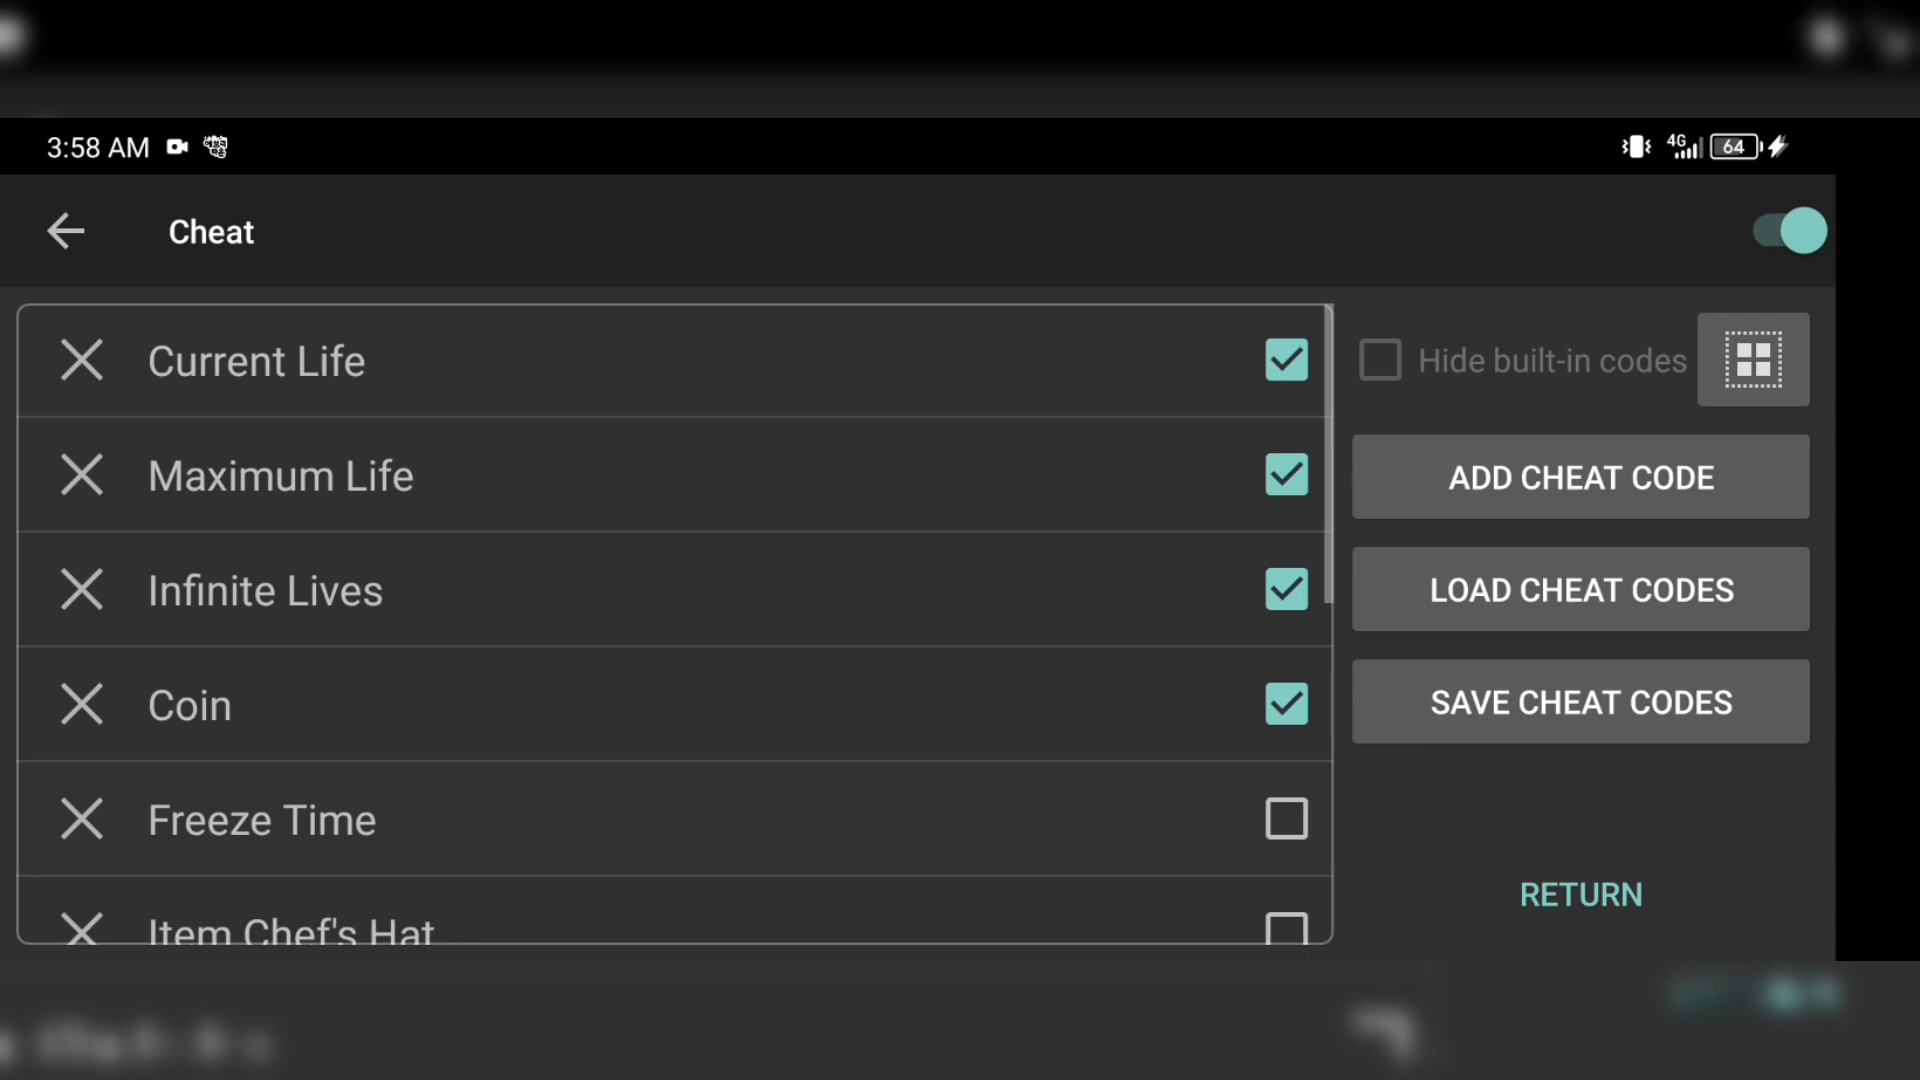 3:58 AM
4G
64
Cheat
Current Life
Maximum Life
Infinite Lives
Coin
Freeze Time
Item Chef's Hat
Hide built-in codes
ADD CHEAT CODE
LOAD CHEAT CODES
SAVE CHEAT CODES
RETURN